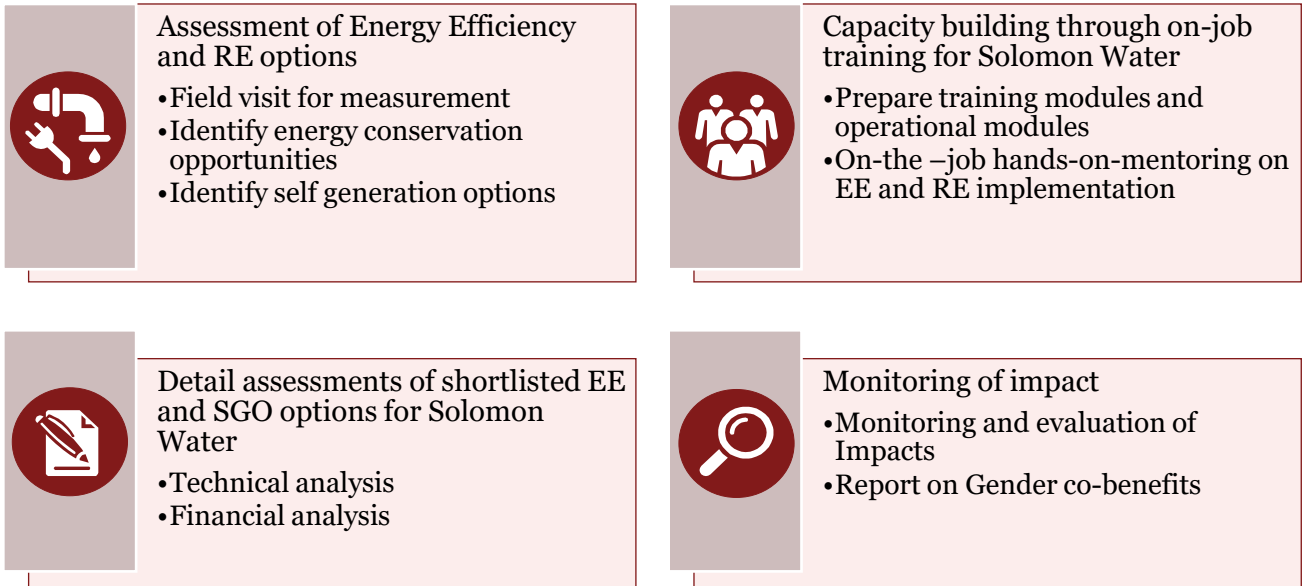 Assessment of Energy Efficiency
and RE options
•Field visit for measurement
•Identify energy conservation
opportunities
•Identify self generation options
Capacity building through on-job
training for Solomon Water
•Prepare training modules and
operational modules
•On-the –job hands-on-mentoring on
EE and RE implementation
Detail assessments of shortlisted EE
and SGO options for Solomon
Water
•Technical analysis
•Financial analysis
Monitoring of impact
•Monitoring and evaluation of
Impacts
•Report on Gender co-benefits